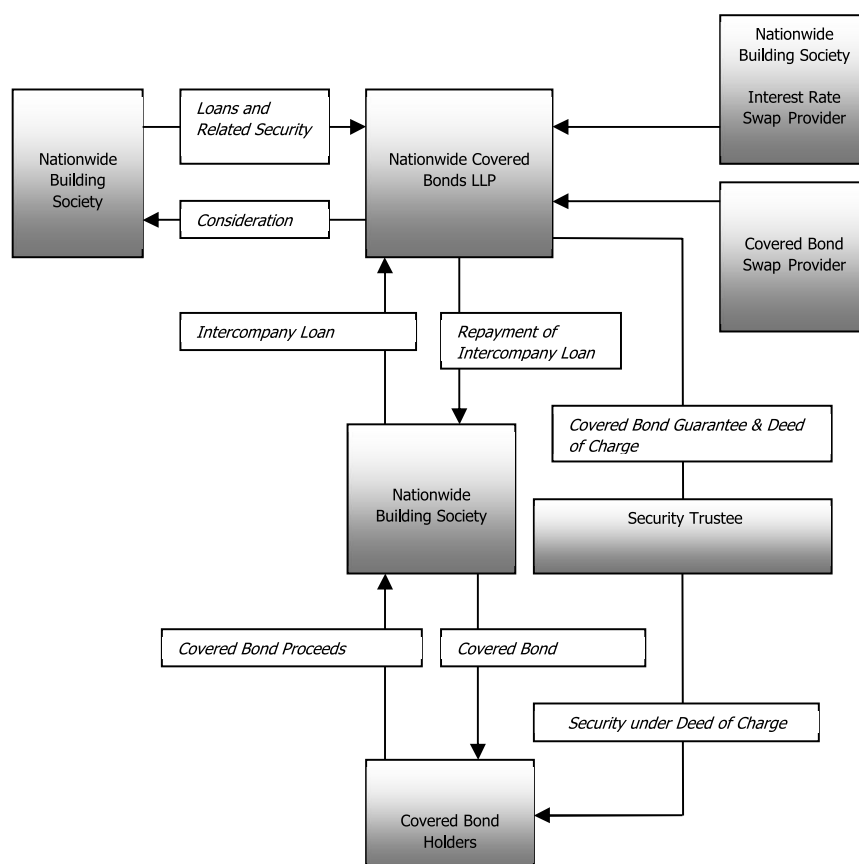 Nationwide
Building Society
Interest Rate
Swap Provider
Loans and
Related Security
Nationwide
Building
Society
Nationwide Covered
Bonds LLP
Consideration
Covered Bond
Swap Provider
Intercompany Loan
Repayment of
Intercompany Loan
Covered Bond Guarantee & Deed
of Charge
Nationwide
Building Society
Security Trustee
Covered Bond Proceeds
Covered Bond
Security under Deed of Charge
Covered Bond
Holders